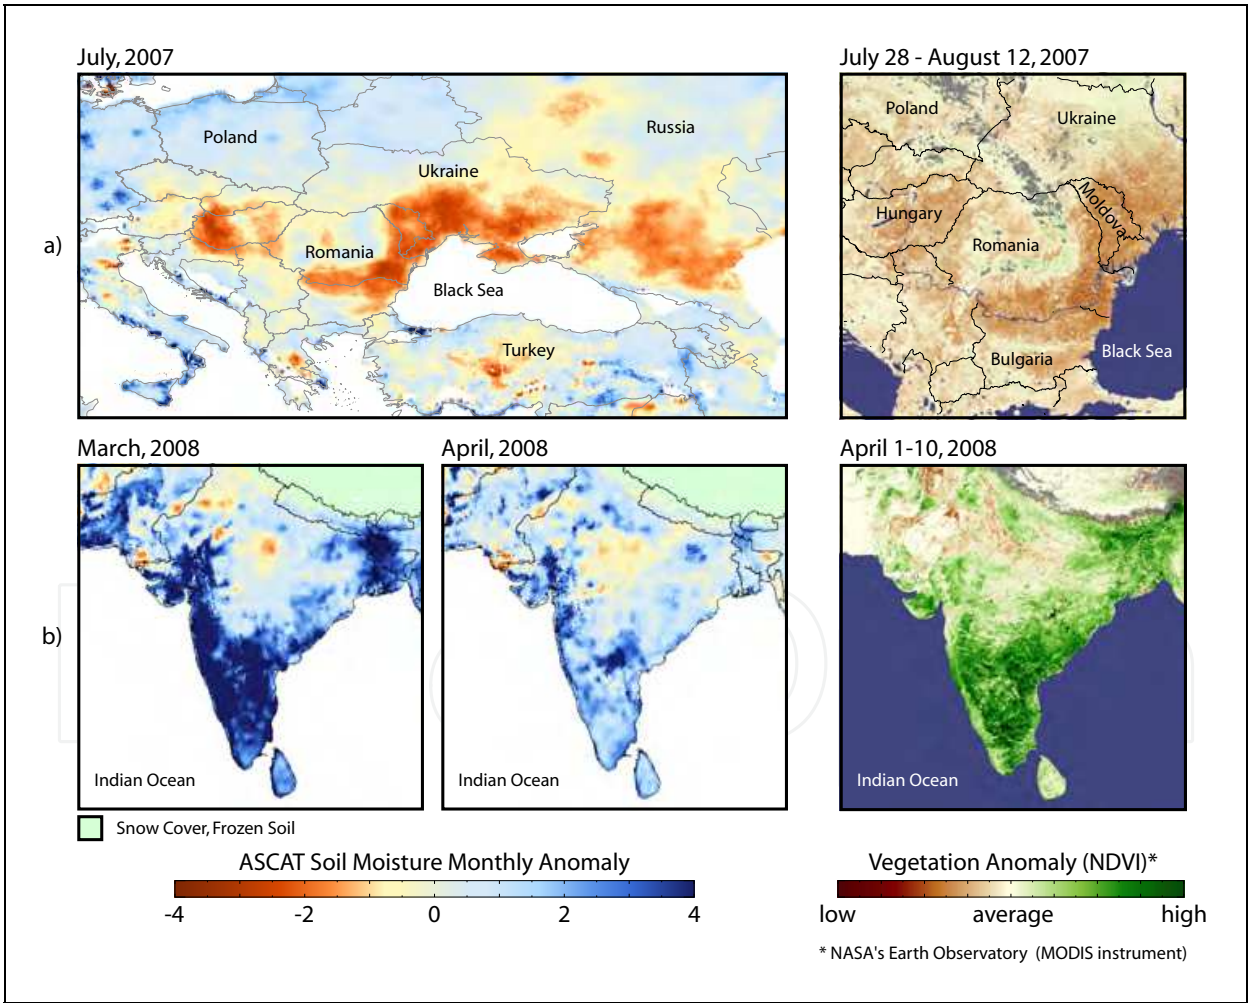 July, 2007
July 28 - August 12, 2007
a)
Poland
Russia
Ukraine
Romania
Black Sea
Turkey
Poland
Ukraine
Moldova
Hungary
Romania
Bulgaria
Black Sea
March, 2008
April, 2008
April 1-10, 2008
b)
Indian Ocean
Indian Ocean
Indian Ocean
Snow Cover, Frozen Soil
ASCAT Soil Moisture Monthly Anomaly
-4 -2 0 2 4
Vegetation Anomaly (NDVI)*
low average high
* NASA's Earth Observatory (MODIS instrument)